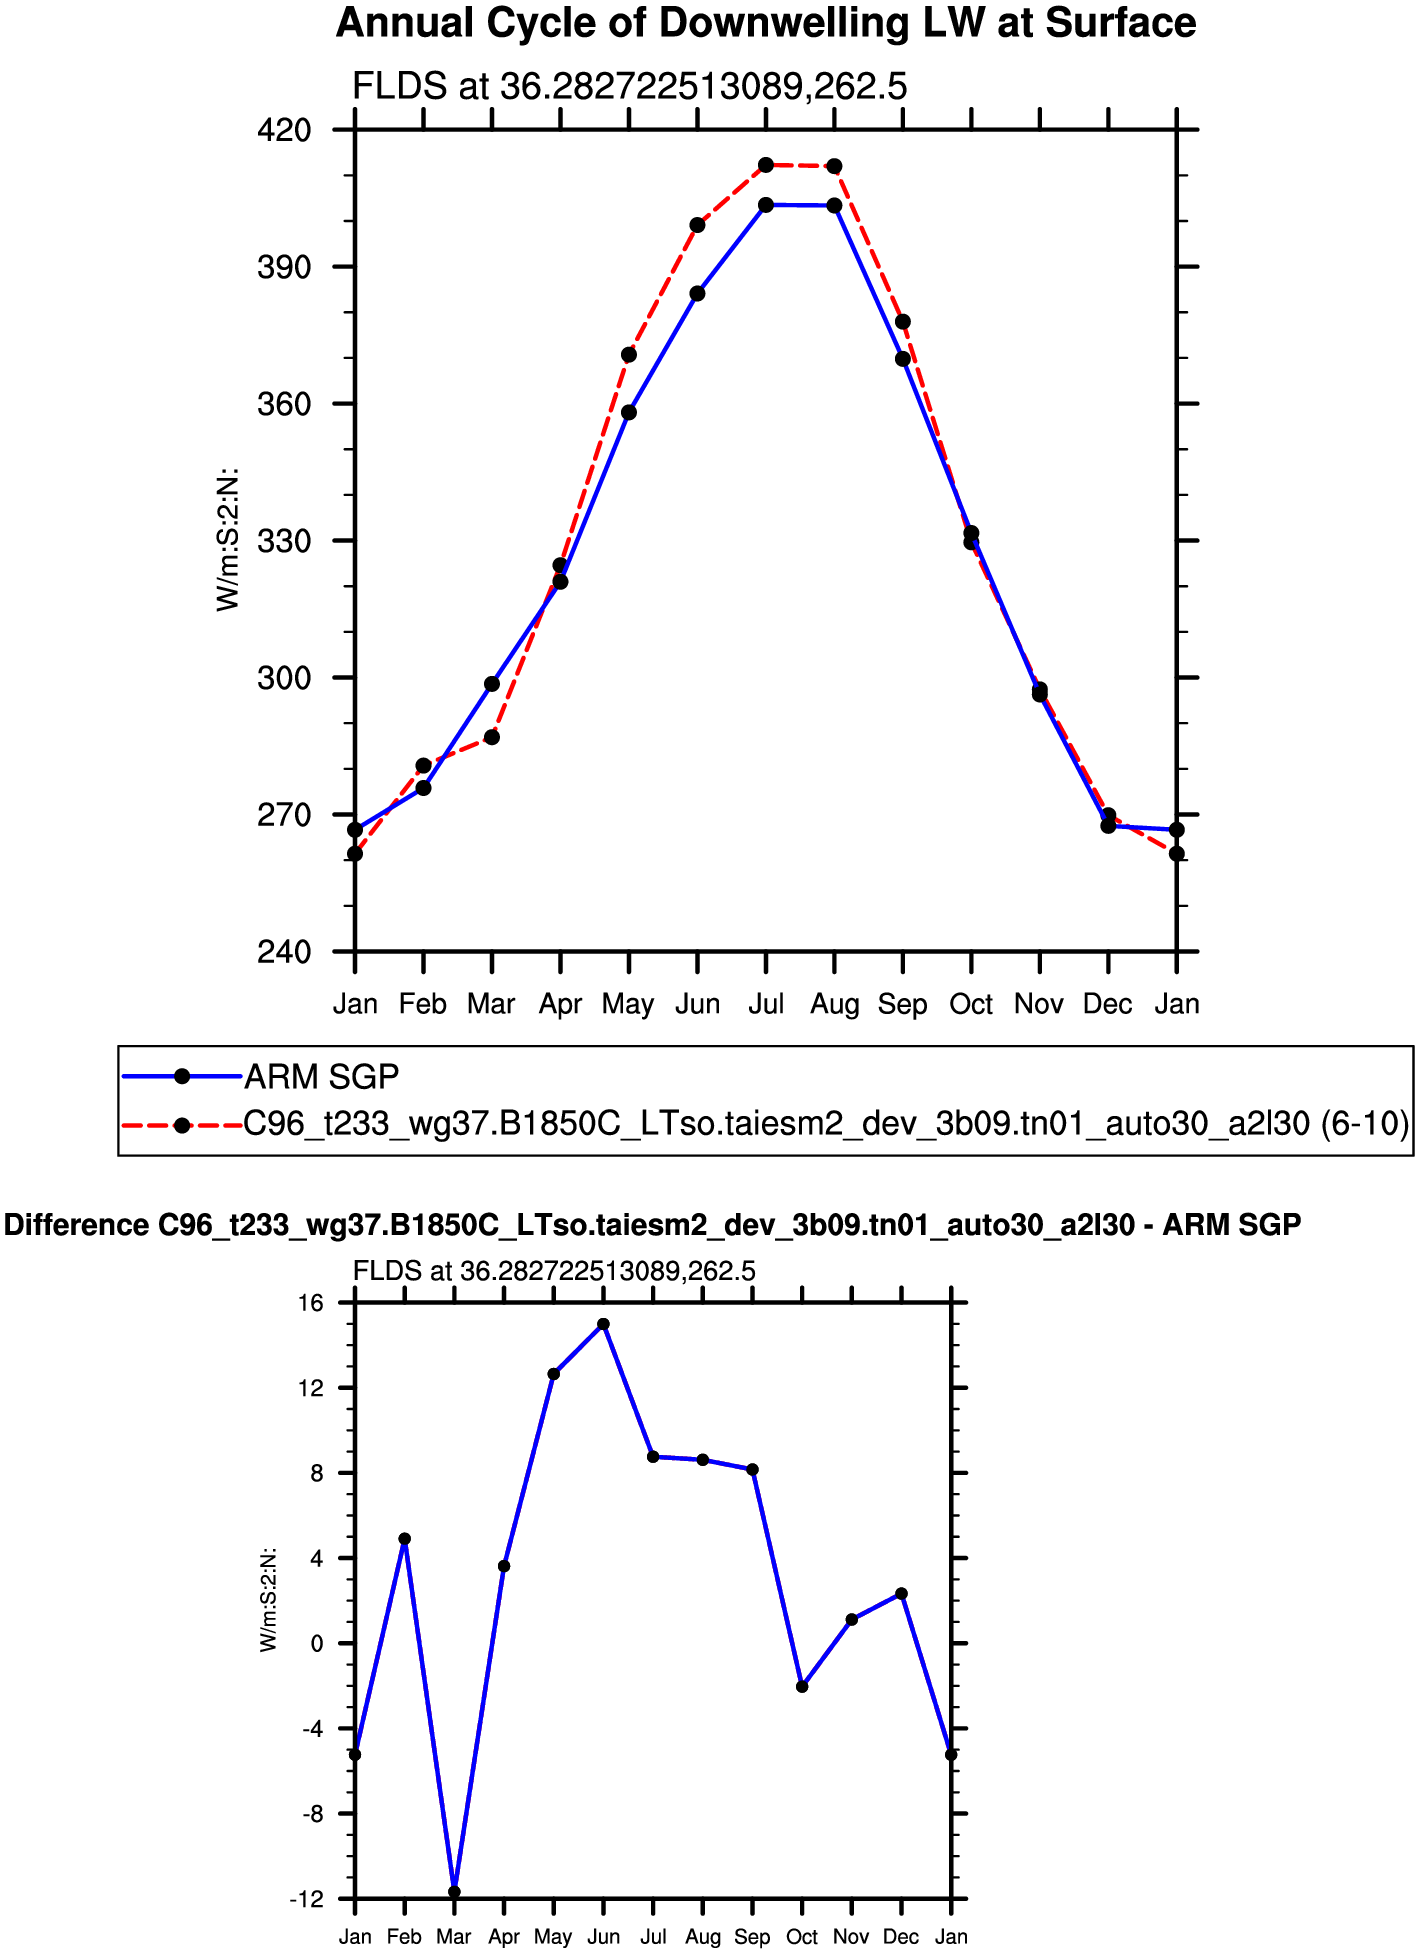 Annual Cycle of Downwelling LW at Surface
FLDS at 36.282722513089,262.5
420
390
360
330
300
270
240
W/m:S:2:N:
Jan Feb Mar Apr May Jun Jul Aug Sep Oct Nov Dec Jan
ARM SGP
C96_t233_wg37.B1850C_LTso.taiesm2_dev_3b09.tn01_auto30_a2l30 (6-10)
Difference C96_t233_wg37.B1850C_LTso.taiesm2_dev_3b09.tn01_auto30_a2l30 - ARM SGP
FLDS at 36.282722513089,262.5
16
12
8
4
0
-4
-8
-12
W/m:S:2:N:
Jan Feb Mar Apr May Jun Jul Aug Sep Oct Nov Dec Jan